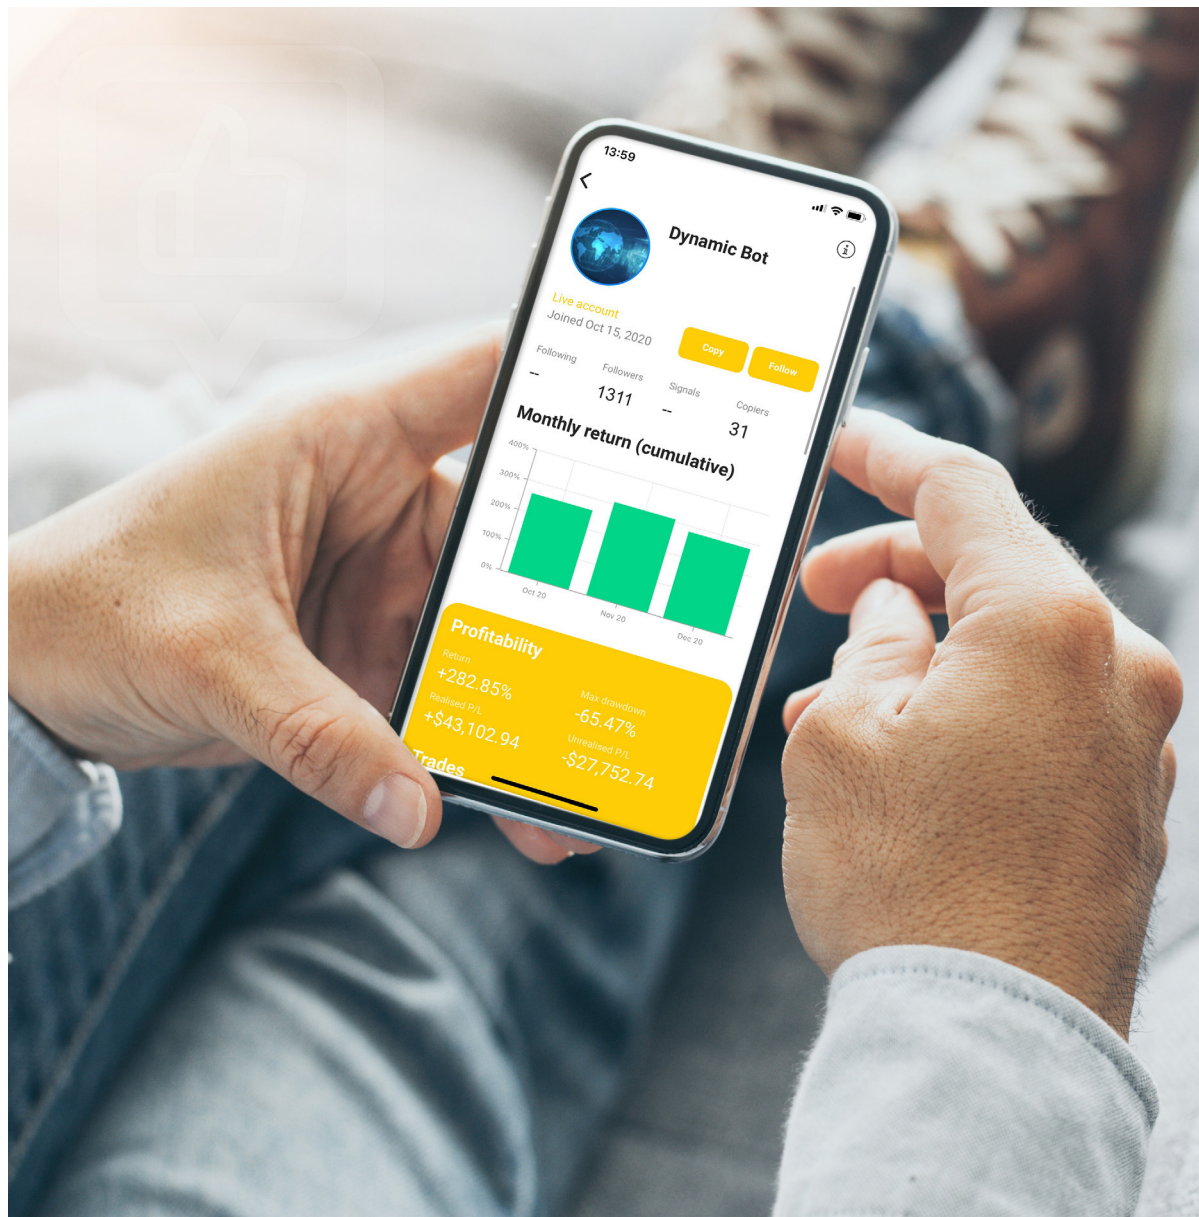 13:59
Dynamic Bot
Live account
Joined Oct 15, 2020
Copy
Follow
Following
Followers
Signals
Copiers
--
1311
--
31
Monthly return (cumulative)
400%
300%
200%
100%
0%
Oct 20
Nov 20
Dec 20
Profitability
Return
Max drawdown
+282.85%
-65.47%
Realised P/L
Unrealised P/L
+$43,102.94
-$27,752.74
Trades